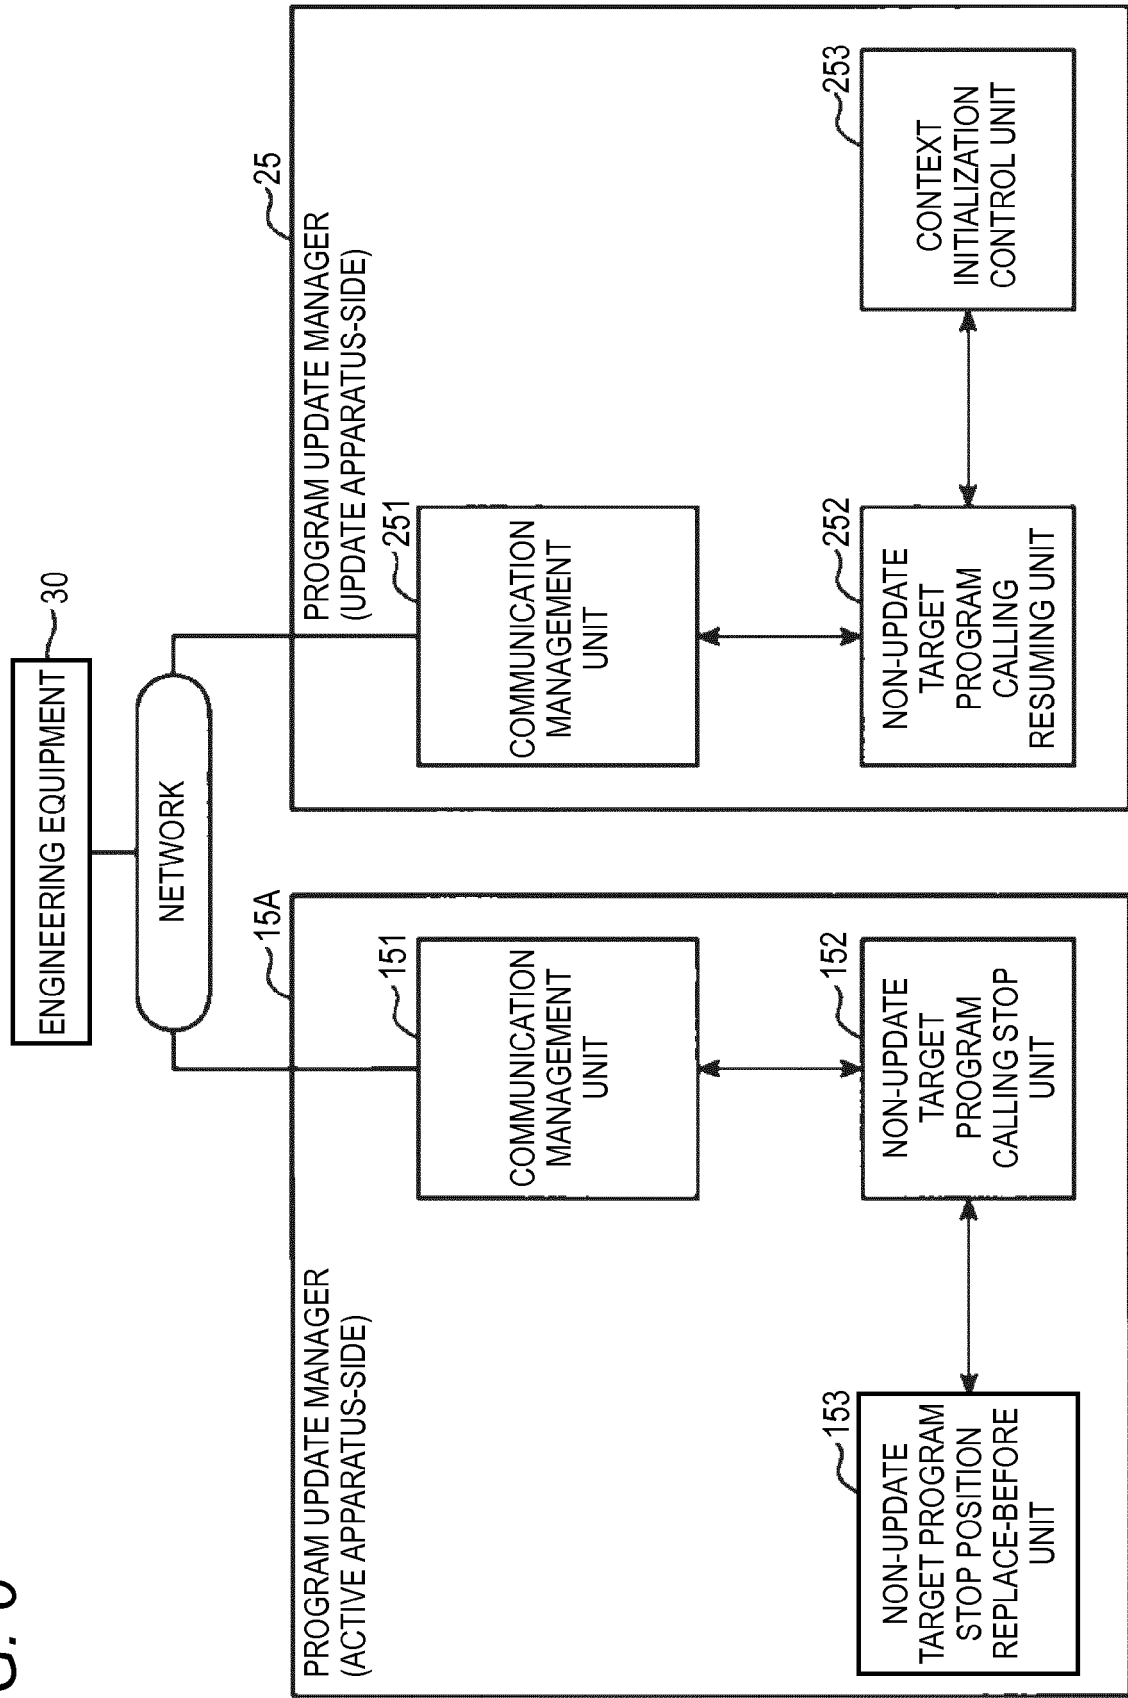 ENGINEERING EQUIPMENT
30
NETWORK
15A
PROGRAM UPDATE MANAGER
(ACTIVE APPARATUS-SIDE)
151
COMMUNICATION
MANAGEMENT
UNIT
152
NON-UPDATE
TARGET
PROGRAM
CALLING STOP
UNIT
153
NON-UPDATE
TARGET PROGRAM
STOP POSITION
REPLACE-BEFORE
UNIT
25
PROGRAM UPDATE MANAGER
(UPDATE APPARATUS-SIDE)
251
COMMUNICATION
MANAGEMENT
UNIT
252
NON-UPDATE
TARGET
PROGRAM
CALLING
RESUMING UNIT
253
CONTEXT
INITIALIZATION
CONTROL UNIT